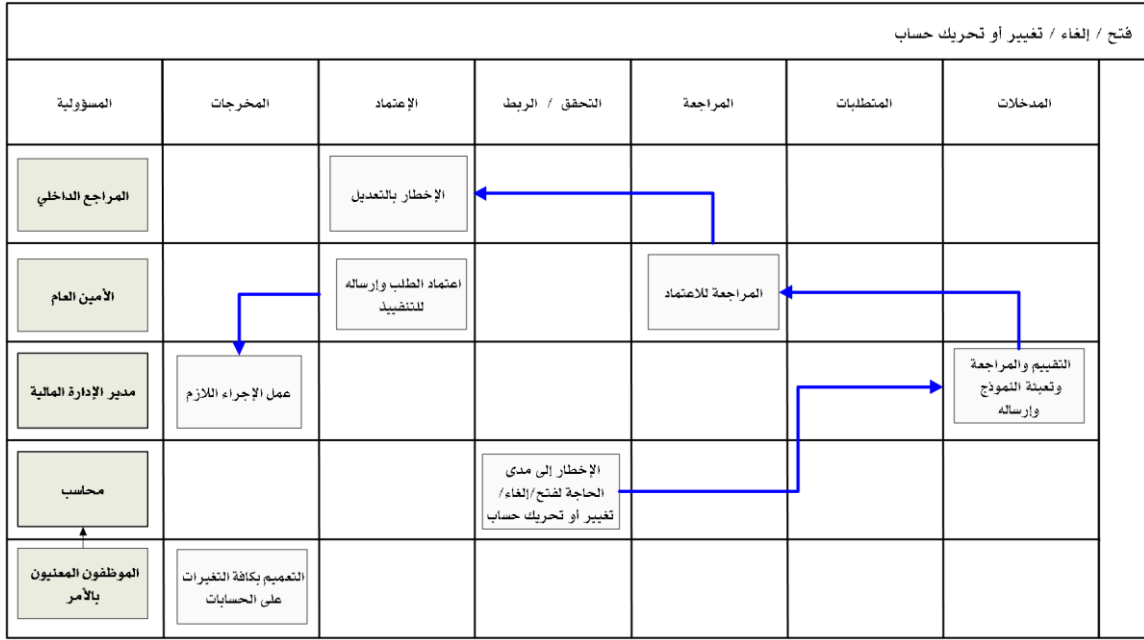 فتح / إلغاء / تغيير أو تحريك حساب
المدخلات
المتطلبات
المراجعة
التحقق / الربط
الإعتماد
المخرجات
المسؤولية
الإخطار بالتعديل
المراجع الداخلي
المراجعة للاعتماد
اعتماد الطلب وإرساله
للتنفييذ
الأمين العام
التقييم والمراجعة
وتعبئة النموذج
وإرساله
عمل الإجراء اللازم
مدير الإدارة المالية
الإخطار إلى مدى
الحاجة لفتح/إلغاء/
تغيير أو تحريك حساب
محاسب
التعميم بكافة التغيرات
على الحسابات
الموظفون المعنيون
بالأمر